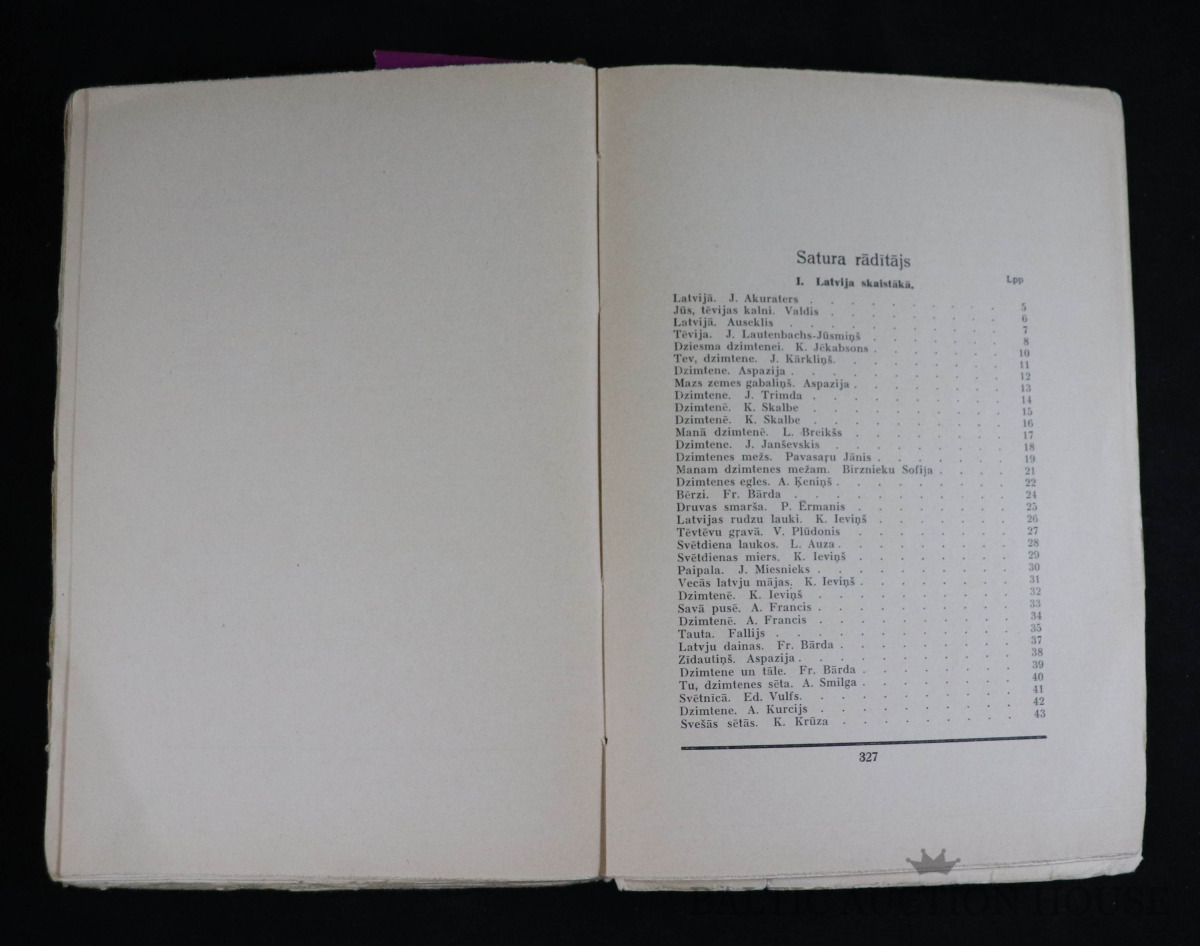 Satura rādītājs
I. Latvija skaistākā. Lpp
Latvijā. J. Akuraters . . . . . . . . . . 5
Jūs, tēvijas kalni. Valdis . . . . . . . . . 6
Latvijā. Auseklis . . . . . . . . . . 7
Tēvija. J. Lautenbachs-Jūsmiņš . . . . . . . 8
Dziesma dzimtenei. K. Jēkabsons . . . . . . . 10
Tev, dzimtene. J. Kārkliņš. . . . . . . . . 11
Dzimtene. Aspazija . . . . . . . . . . 12
Mazs zemes gabaliņš. Aspazija . . . . . . . . 13
Dzimtene. J. Trimda . . . . . . . . . . 14
Dzimtenē. K. Skalbe . . . . . . . . . . 15
Dzimtenē. K. Skalbe . . . . . . . . . . 16
Manā dzimtenē. L. Breikšs . . . . . . . . 17
Dzimtene. J. Janševskis . . . . . . . . . 18
Dzimtenes mežs. Pavasaŗu Jānis . . . . . . . 19
Manam dzimtenes mežam. Birznieku Sofija . . . . 21
Dzimtenes egles. A. Ķeniņš . . . . . . . . . 22
Bērzi. Fr. Bārda . . . . . . . . . . 24
Druvas smarša. P. Ērmanis . . . . . . . . 25
Latvijas rudzu lauki. K. Ieviņš . . . . . . . 26
Tēvtēvu gŗavā. V. Plūdonis . . . . . . . . 27
Svētdiena laukos. L. Auza . . . . . . . . . 28
Svētdienas miers. K. Ieviņš . . . . . . . . 29
Paipala. J. Miesnieks . . . . . . . . . 30
Vecās latvju mājas. K. Ieviņš . . . . . . . . 31
Dzimtenē. K. Ieviņš . . . . . . . . . 32
Savā pusē. A. Francis . . . . . . . . . 33
Dzimtenē. A. Francis . . . . . . . . . 34
Tauta. Fallijs . . . . . . . . . . . 35
Latvju dainas. Fr. Bārda . . . . . . . . . 37
Zīdautiņš. Aspazija . . . . . . . . . . 38
Dzimtene un tāle. Fr. Bārda . . . . . . . . 39
Tu, dzimtenes sēta. A. Smilga . . . . . . . . 40
Svētnīcā. Ed. Vulfs. . . . . . . . . . 41
Dzimtene. A. Kurcijs . . . . . . . . . 42
Svešās sētās. K. Krūza . . . . . . . . 43
327
BALTIC AUCTION HOUSE